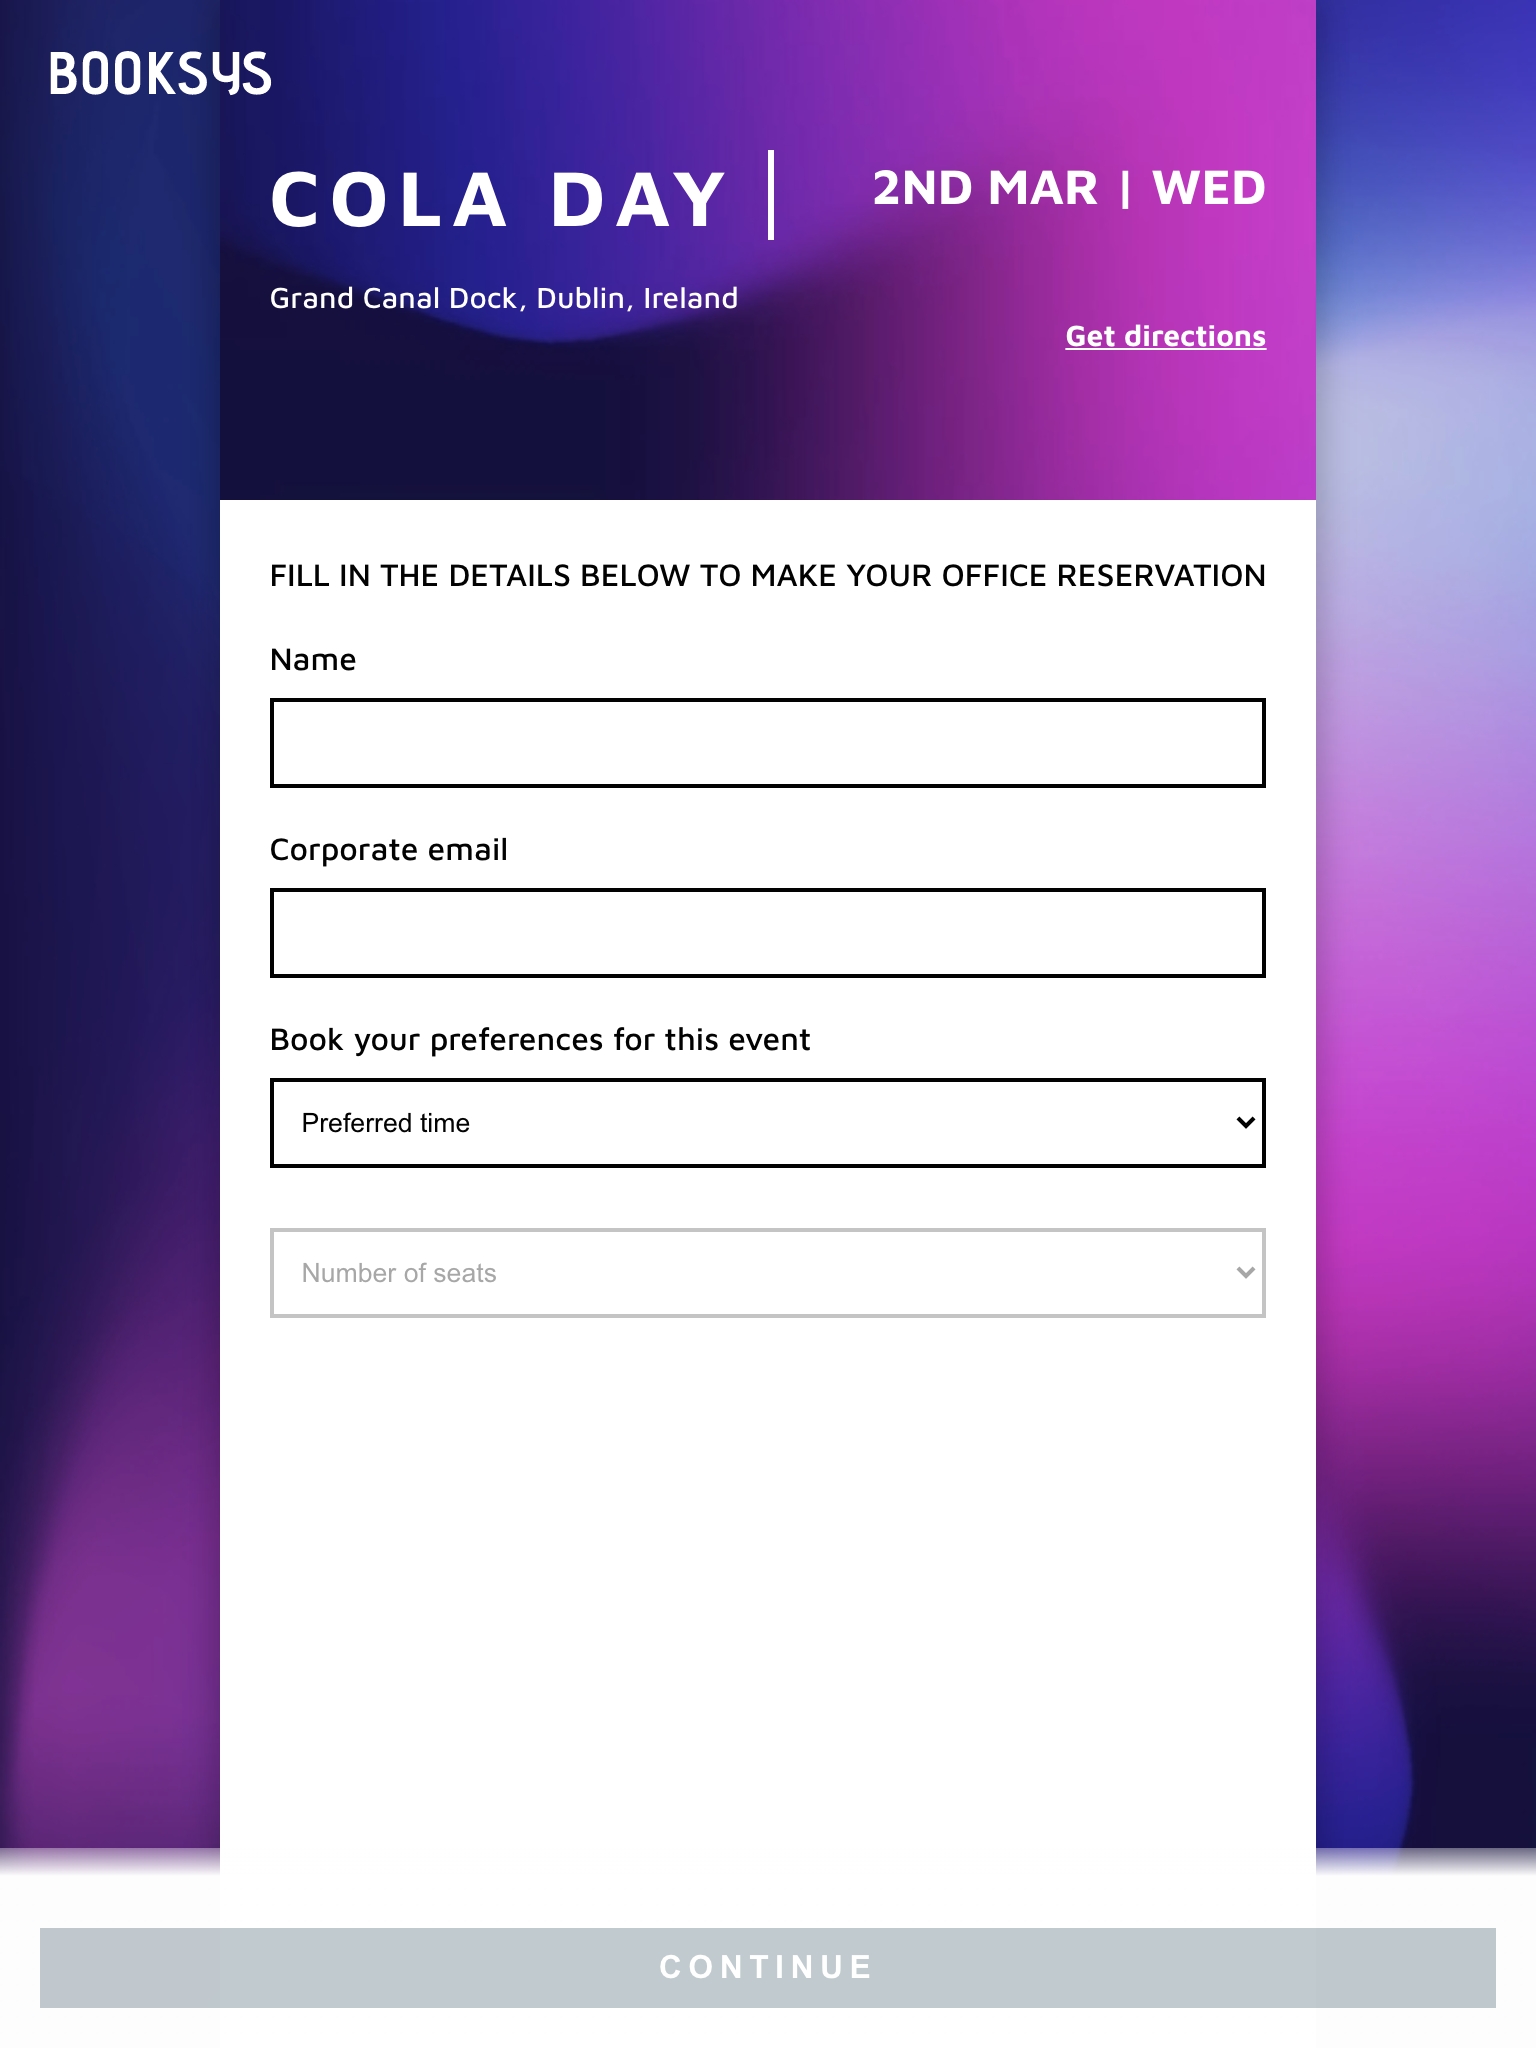 BOOKSYS
COLA DAY
2ND MAR | WED
Grand Canal Dock, Dublin, Ireland
Get directions
FILL IN THE DETAILS BELOW TO MAKE YOUR OFFICE RESERVATION
Name
Corporate email
Book your preferences for this event
Preferred time
Number of seats
CONTINUE